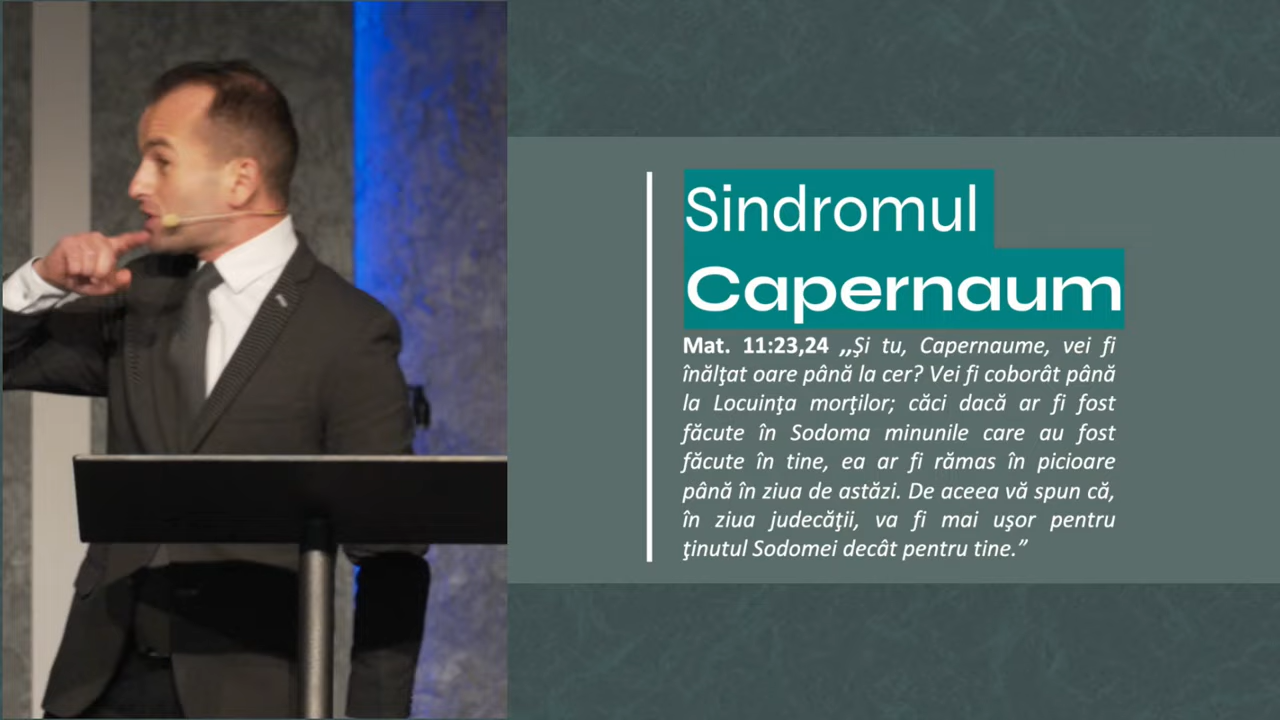 Sindromul
Capernaum
Mat. 11:23,24 „Şi tu, Capernaume, vei fi
înălţat oare până la cer? Vei fi coborât până
la Locuinţa morţilor; căci dacă ar fi fost
făcute în Sodoma minunile care au fost
făcute în tine, ea ar fi rămas în picioare
până în ziua de astăzi. De aceea vă spun că,
în ziua judecăţii, va fi mai uşor pentru
ţinutul Sodomei decât pentru tine.”